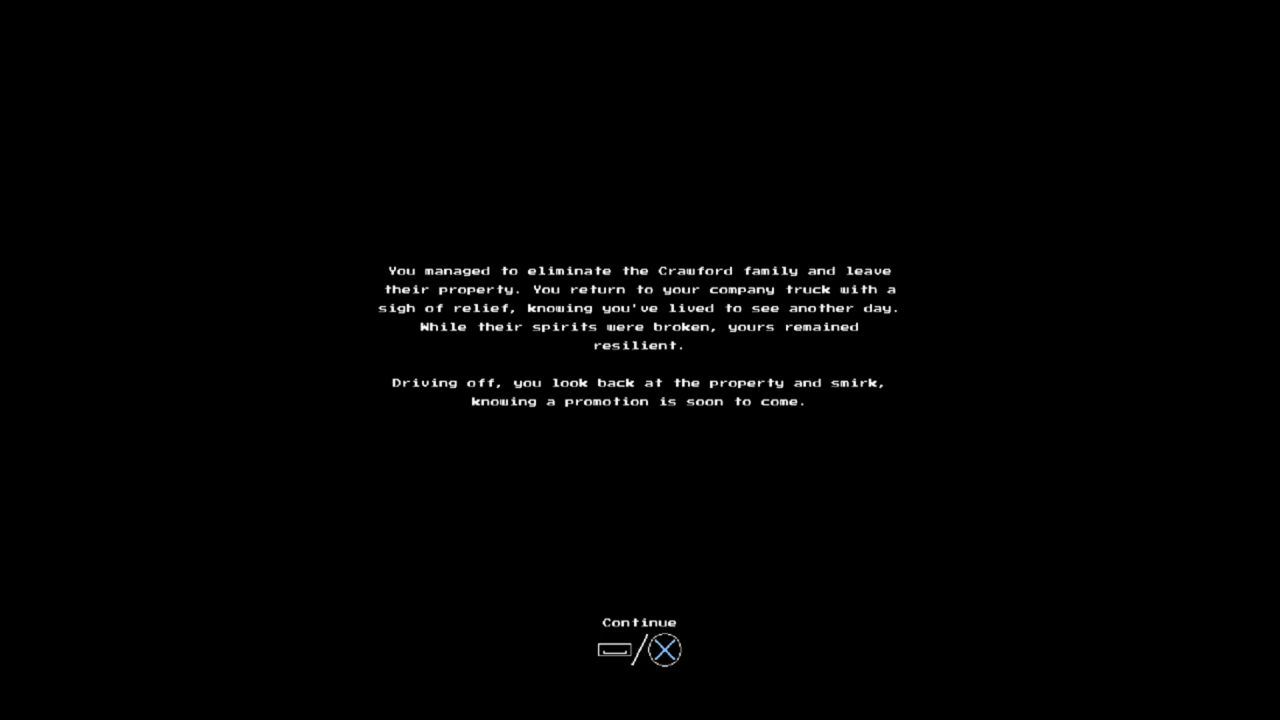 You managed to eliminate the Crawford family and leave
their property. You return to your company truck with a
sigh of relief, knowing you've lived to see another day.
While their spirits were broken, yours remained
resilient.
Driving off, you look back at the property and smirk,
knowing a promotion is soon to come.
Continue